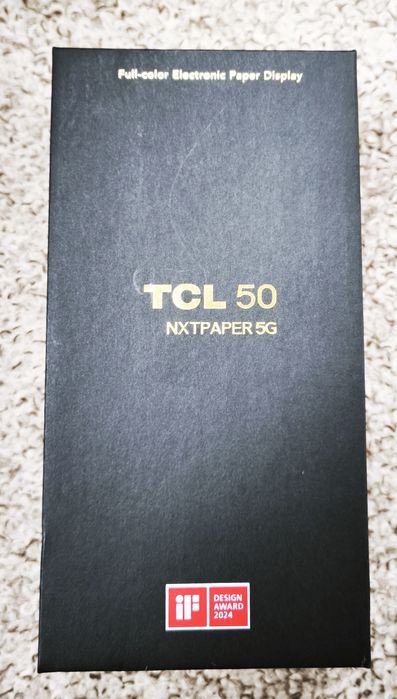 Full-color Electronic Paper Display
TCL 50
NXTPAPER 5G
iF
DESIGN
AWARD
2024